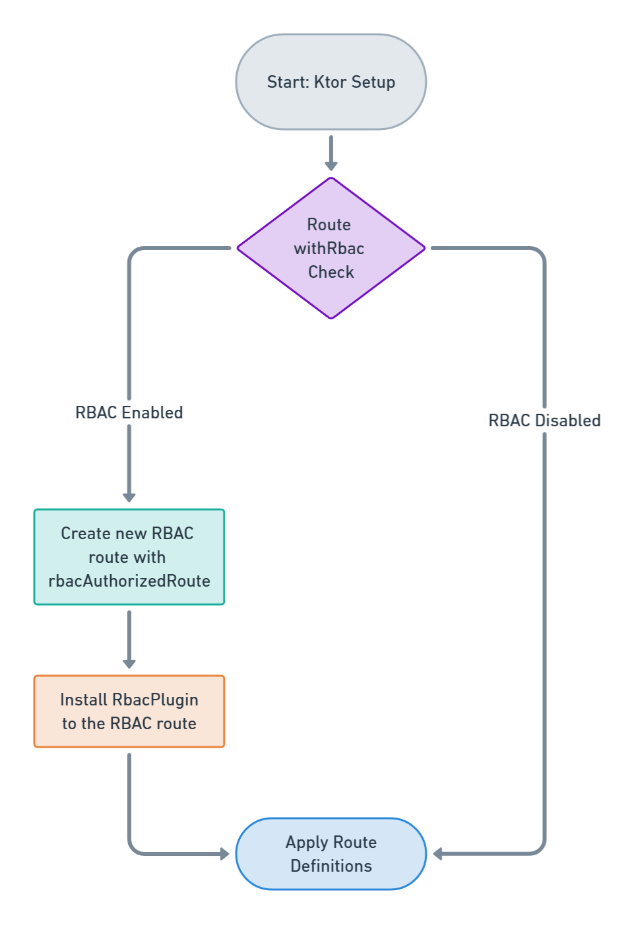 Start: Ktor Setup
Route
withRbac
Check
RBAC Enabled
RBAC Disabled
Create new RBAC
route with
rbacAuthorizedRoute
Install RbacPlugin
to the RBAC route
Apply Route
Definitions